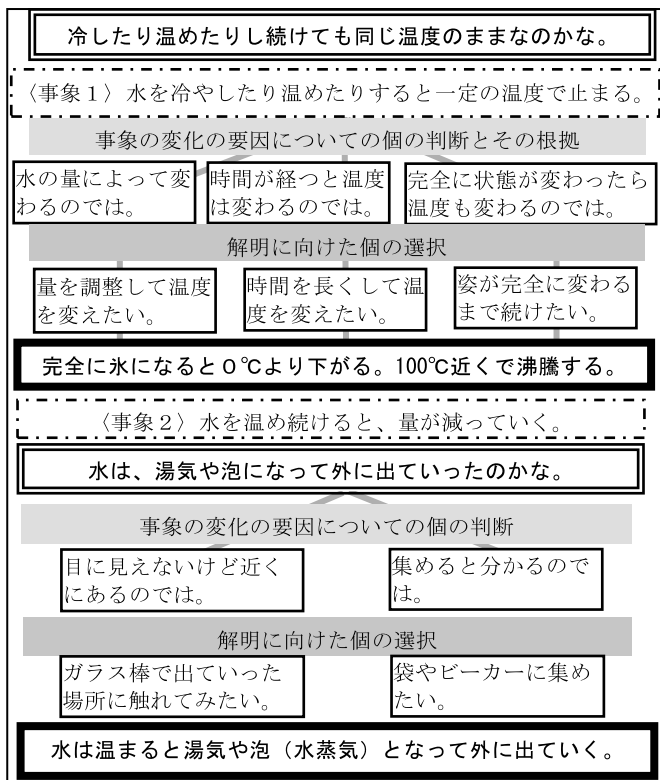 冷したり温めたりし続けても同じ温度のままなのかな。
〈事象１〉水を冷やしたり温めたりすると一定の温度で止まる。
事象の変化の要因についての個の判断とその根拠
水の量によって変
わるのでは。
時間が経つと温度
は変わるのでは。
完全に状態が変わったら
温度も変わるのでは。
解明に向けた個の選択
量を調整して温度
を変えたい。
時間を長くして温
度を変えたい。
姿が完全に変わる
まで続けたい。
完全に氷になると０℃より下がる。100℃近くで沸騰する。
〈事象２〉水を温め続けると、量が減っていく。
水は、湯気や泡になって外に出ていったのかな。
事象の変化の要因についての個の判断
目に見えないけど近く
にあるのでは。
集めると分かるので
は。
解明に向けた個の選択
ガラス棒で出ていった
場所に触れてみたい。
袋やビーカーに集め
たい。
水は温まると湯気や泡（水蒸気）となって外に出ていく。